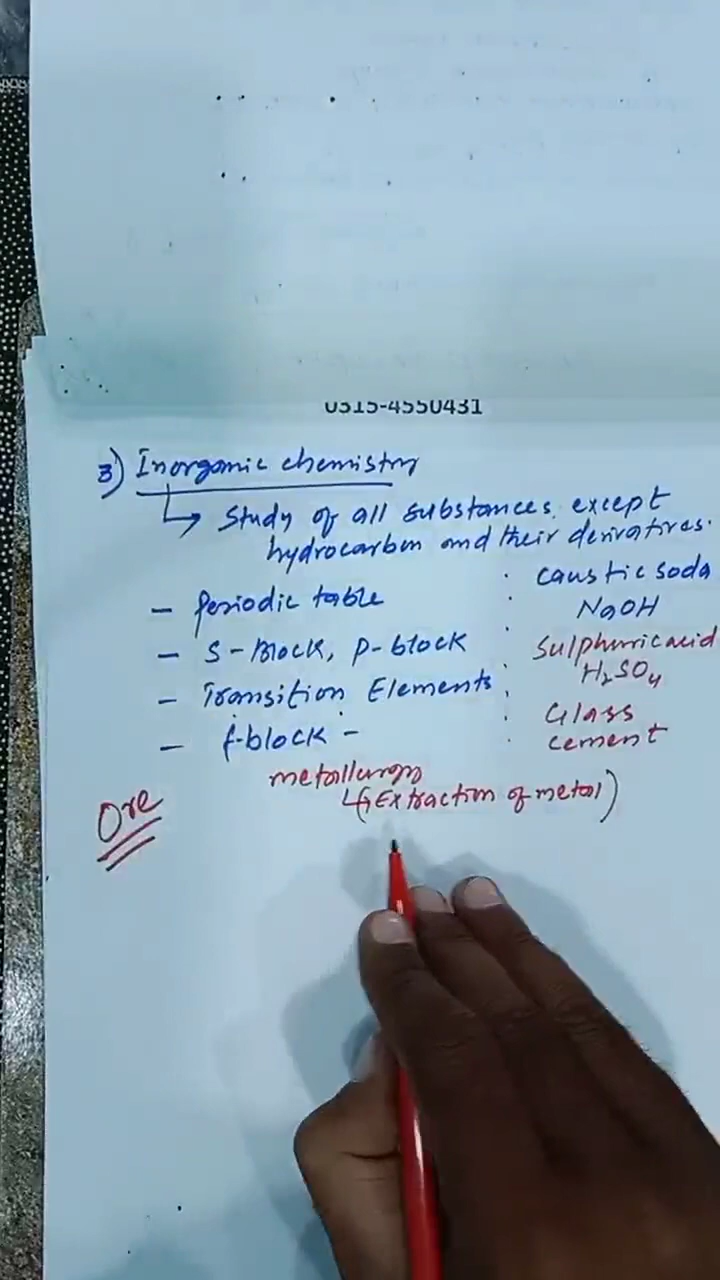 0315-4550431
3) Inorganic chemistry
Study of all substances except
hydrocarbon and their derivatives.
- Periodic table
- S-Block, P-block
- Transition Elements
- f-block -
. caustic soda
NaOH
Sulphuric acid
H₂SO₄
. Glass
. cement
metallurgy
(Extraction of metal)
Ore